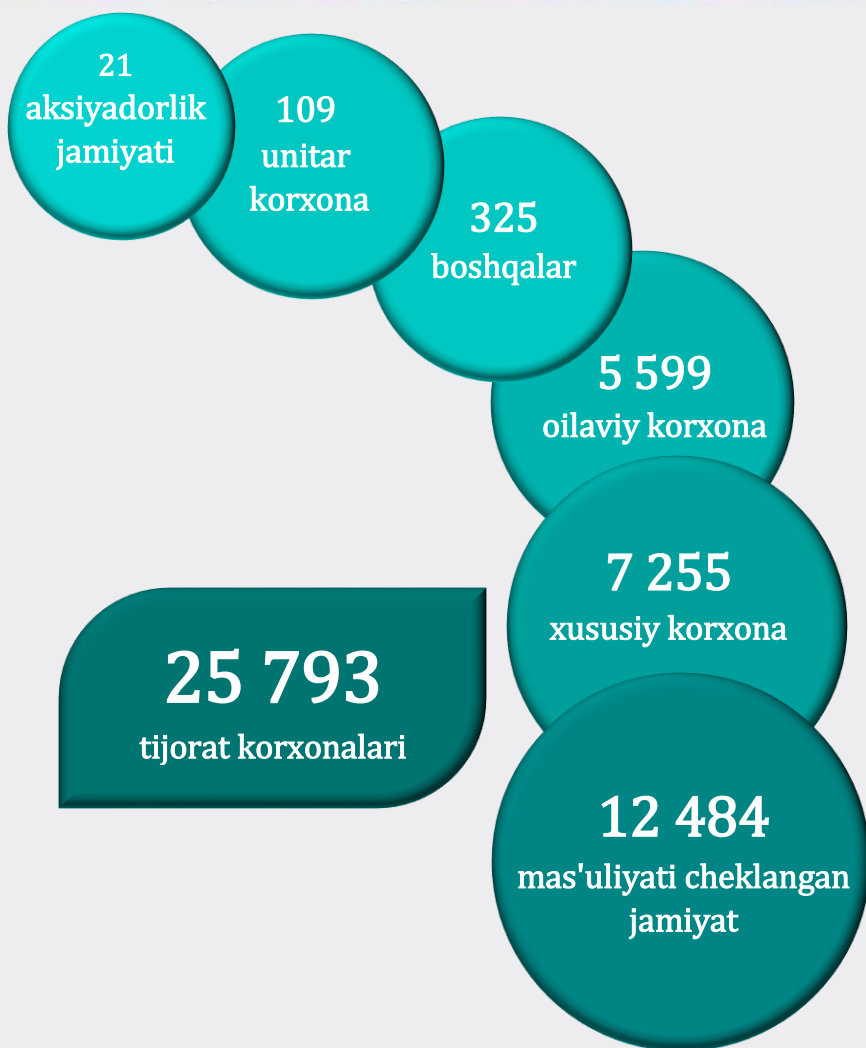 21
aksiyadorlik
jamiyati
109
unitar
korxona
325
boshqalar
5 599
oilaviy korxona
7 255
xususiy korxona
25 793
tijorat korxonalari
12 484
mas'uliyati cheklangan
jamiyat